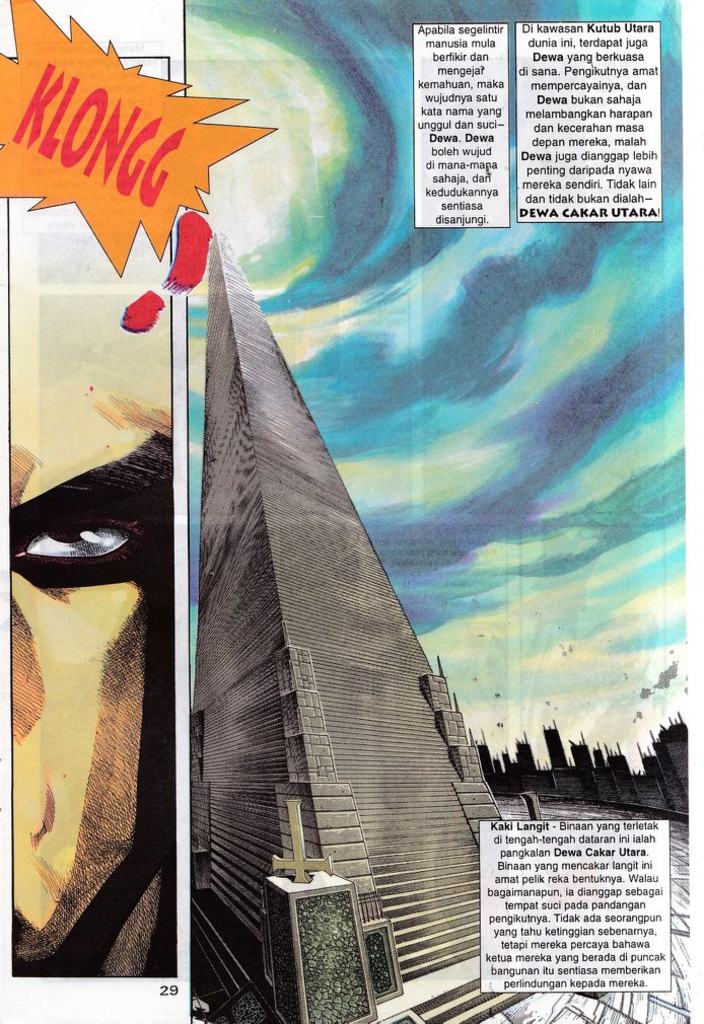 KLONGG
!
Apabila segelintir
manusia mula
berfikir dan
mengeja?
kemahuan, maka
wujudnya satu
kata nama yang
unggul dan suci–
Dewa. Dewa
boleh wujud
di mana-mana
sahaja, dan
kedudukannya
sentiasa
disanjungi.
Di kawasan Kutub Utara
dunia ini, terdapat juga
Dewa yang berkuasa
di sana. Pengikutnya amat
mempercayainya, dan
Dewa bukan sahaja
melambangkan harapan
dan kecerahan masa
depan mereka, malah
Dewa juga dianggap lebih
penting daripada nyawa
mereka sendiri. Tidak lain
dan tidak bukan dialah–
DEWA CAKAR UTARA!
Kaki Langit - Binaan yang terletak
di tengah-tengah dataran ini ialah
pangkalan Dewa Cakar Utara.
Binaan yang mencakar langit ini
amat pelik reka bentuknya. Walau
bagaimanapun, ia dianggap sebagai
tempat suci pada pandangan
pengikutnya. Tidak ada seorangpun
yang tahu ketinggian sebenarnya,
tetapi mereka percaya bahawa
ketua mereka yang berada di puncak
bangunan itu sentiasa memberikan
perlindungan kepada mereka.
29